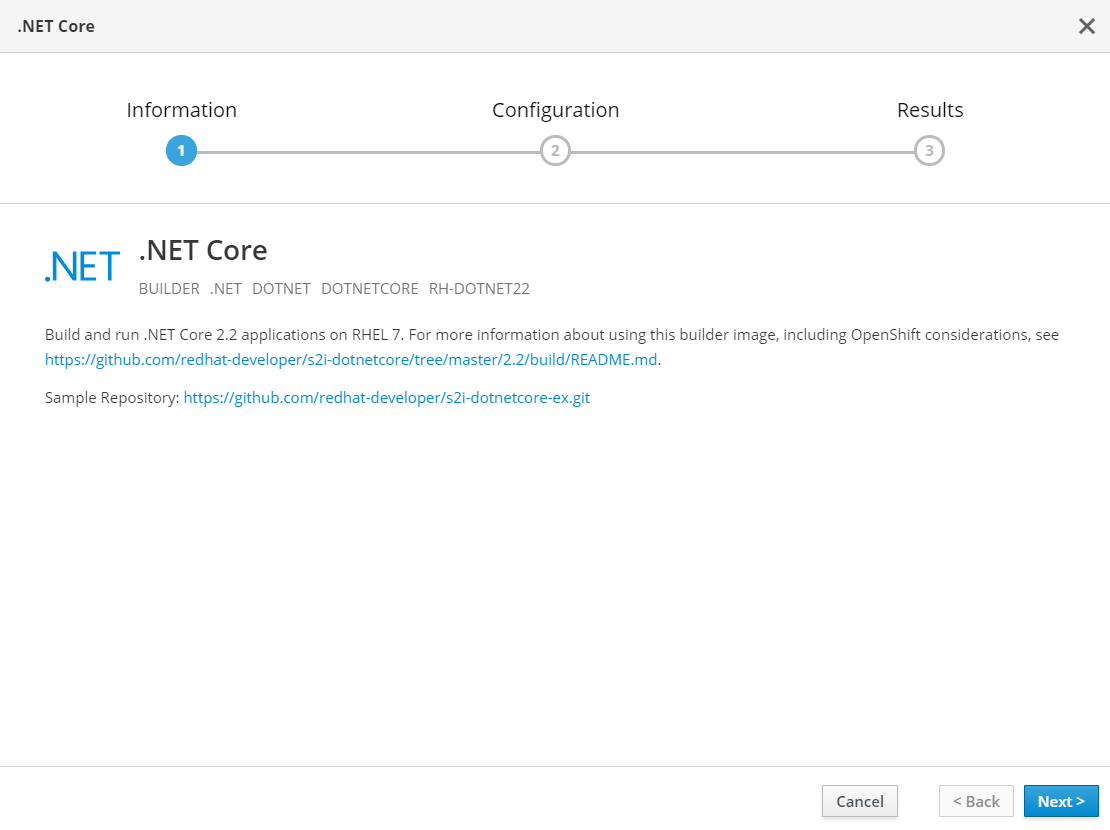 .NET Core
Information
Configuration
Results
1
2
3
.NET
.NET Core
BUILDER .NET DOTNET DOTNETCORE RH-DOTNET22
Build and run .NET Core 2.2 applications on RHEL 7. For more information about using this builder image, including OpenShift considerations, see
https://github.com/redhat-developer/s2i-dotnetcore/tree/master/2.2/build/README.md.
Sample Repository: https://github.com/redhat-developer/s2i-dotnetcore-ex.git
Cancel
< Back
Next >